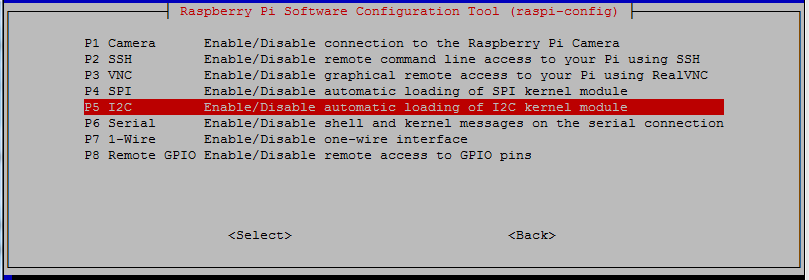 Raspberry Pi Software Configuration Tool (raspi-config)
P1 Camera Enable/Disable connection to the Raspberry Pi Camera
P2 SSH Enable/Disable remote command line access to your Pi using SSH
P3 VNC Enable/Disable graphical remote access to your Pi using RealVNC
P4 SPI Enable/Disable automatic loading of SPI kernel module
P5 I2C Enable/Disable automatic loading of I2C kernel module
P6 Serial Enable/Disable shell and kernel messages on the serial connection
P7 1-Wire Enable/Disable one-wire interface
P8 Remote GPIO Enable/Disable remote access to GPIO pins
<Select> <Back>